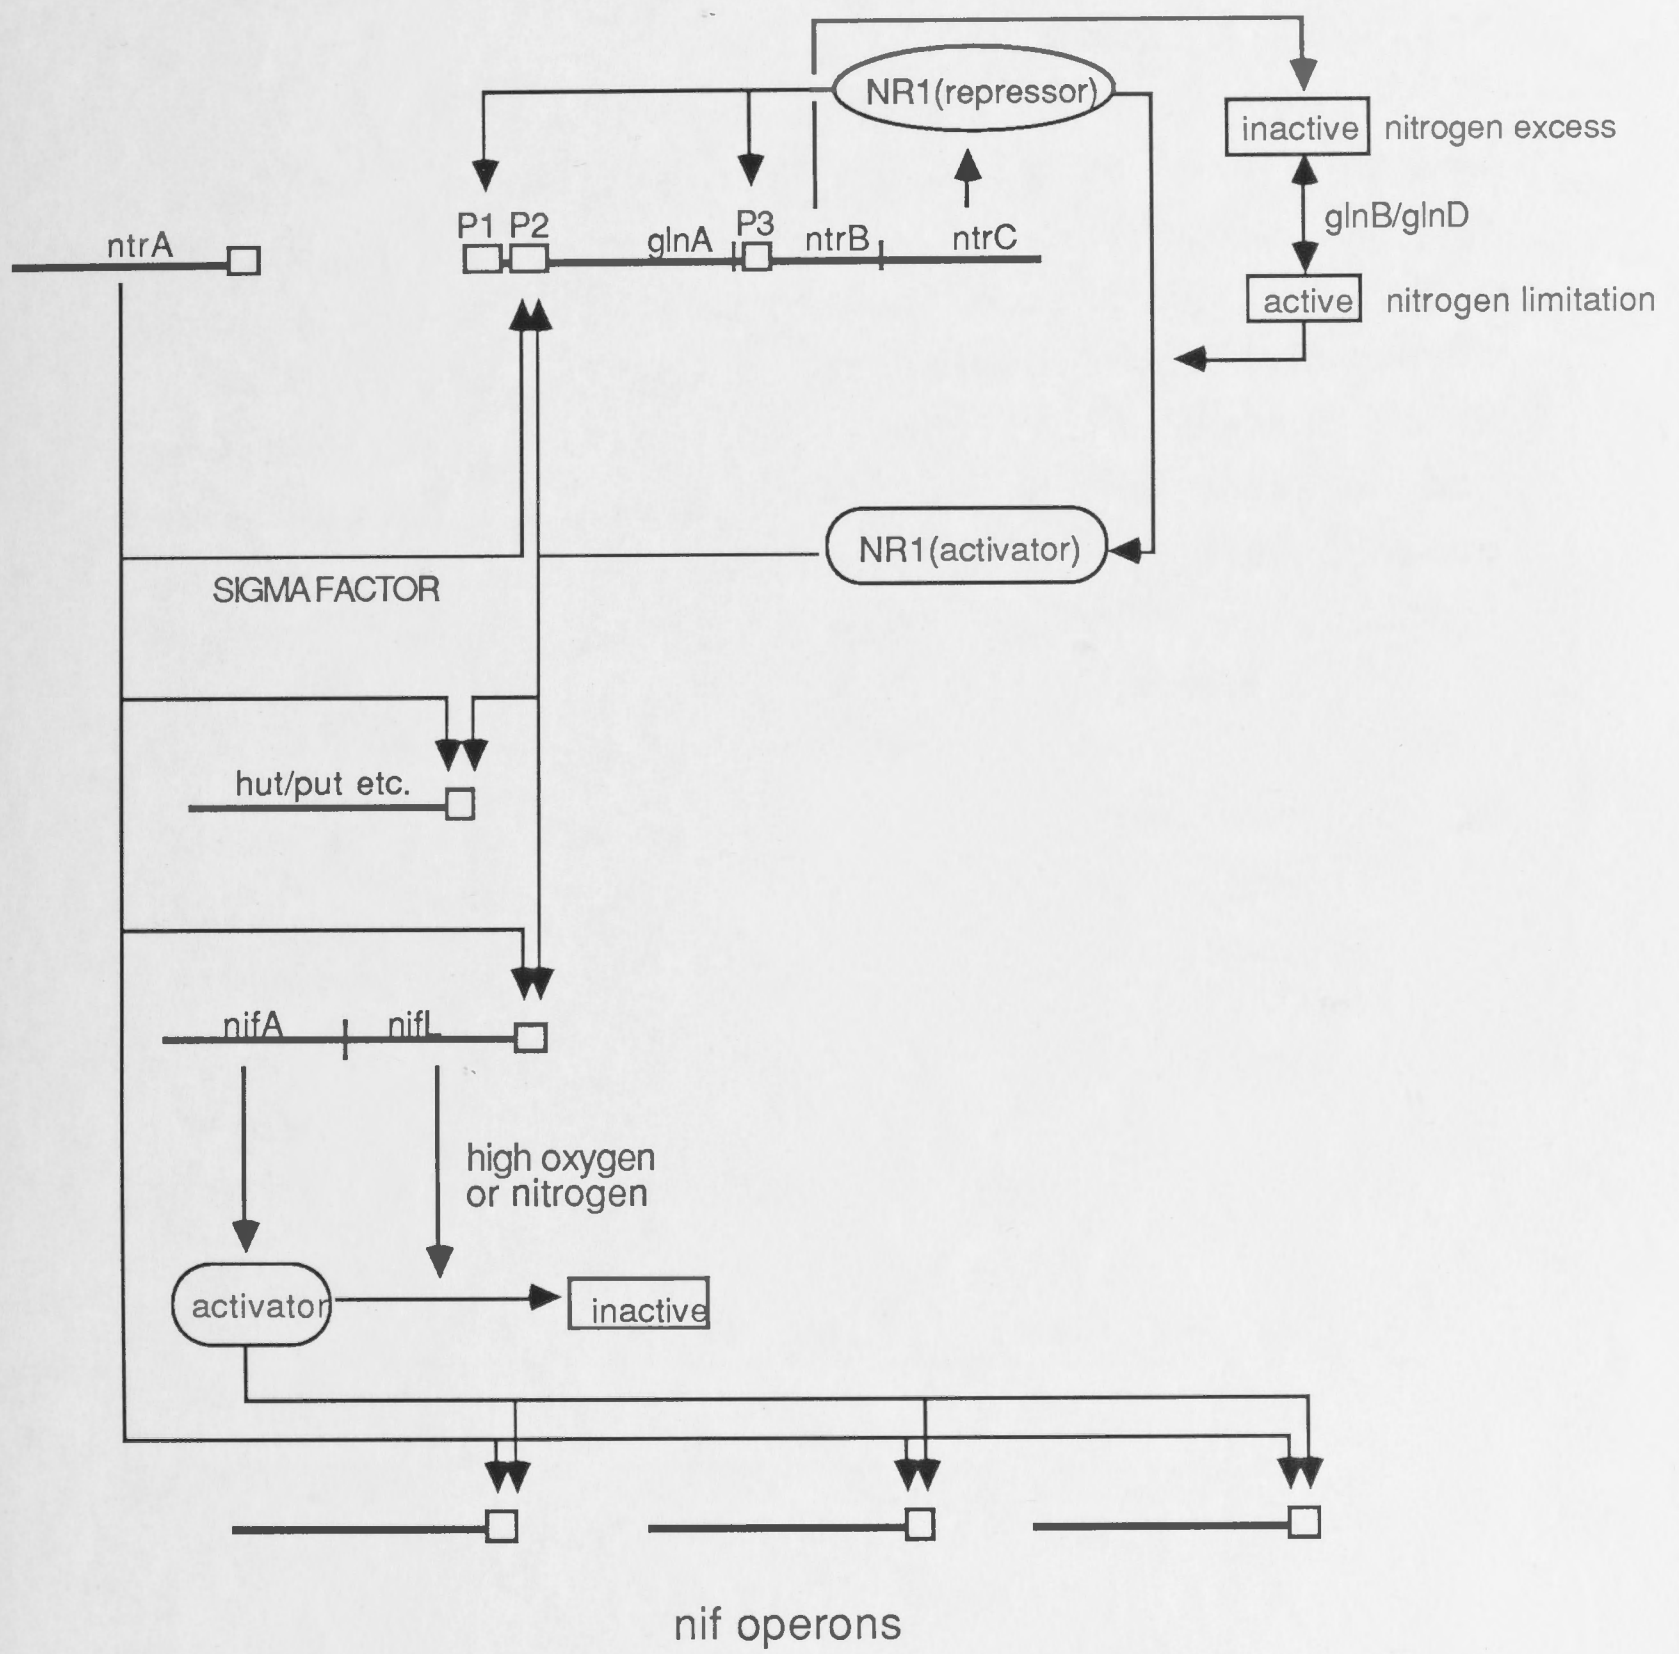 NR1(repressor)
inactive nitrogen excess
glnB/glnD
active nitrogen limitation
P1 P2 P3
ntrA
glnA ntrB ntrC
NR1(activator)
SIGMA FACTOR
hut/put etc.
nifA nifL
high oxygen
or nitrogen
activator
inactive
nif operons